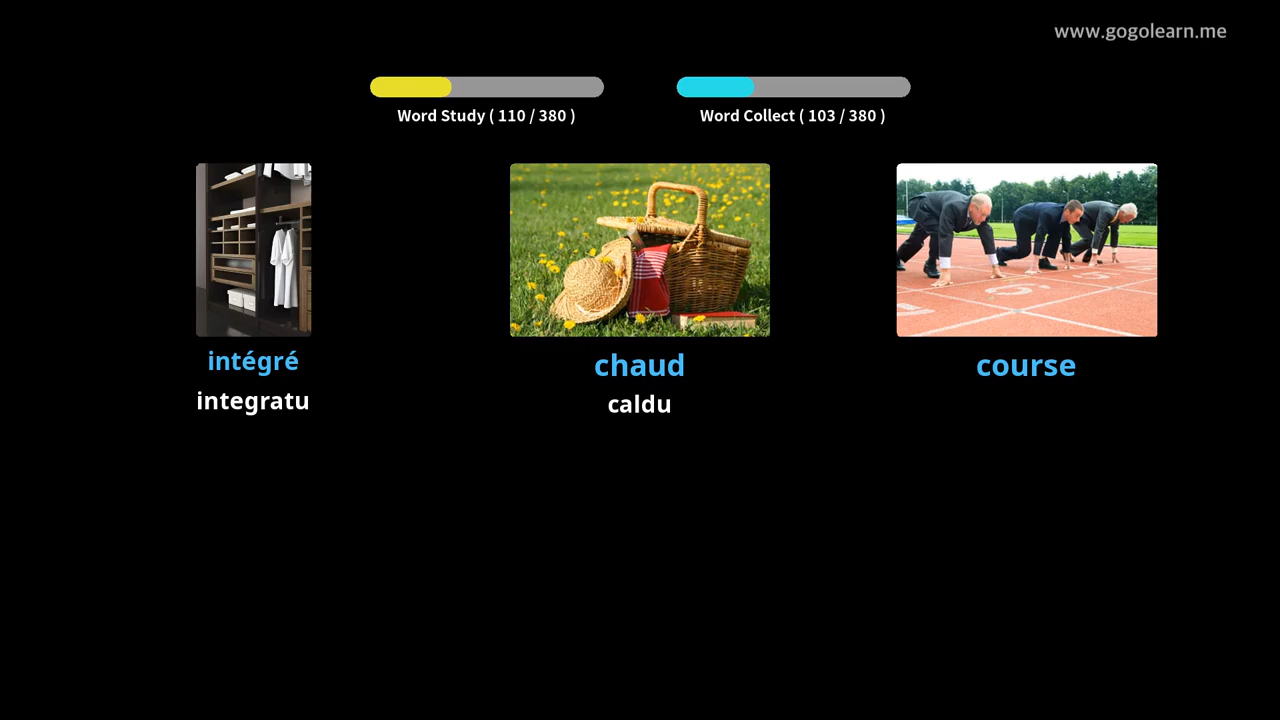 www.gogolearn.me
Word Study ( 110 / 380 )
Word Collect ( 103 / 380 )
intégré
integratu
chaud
caldu
course